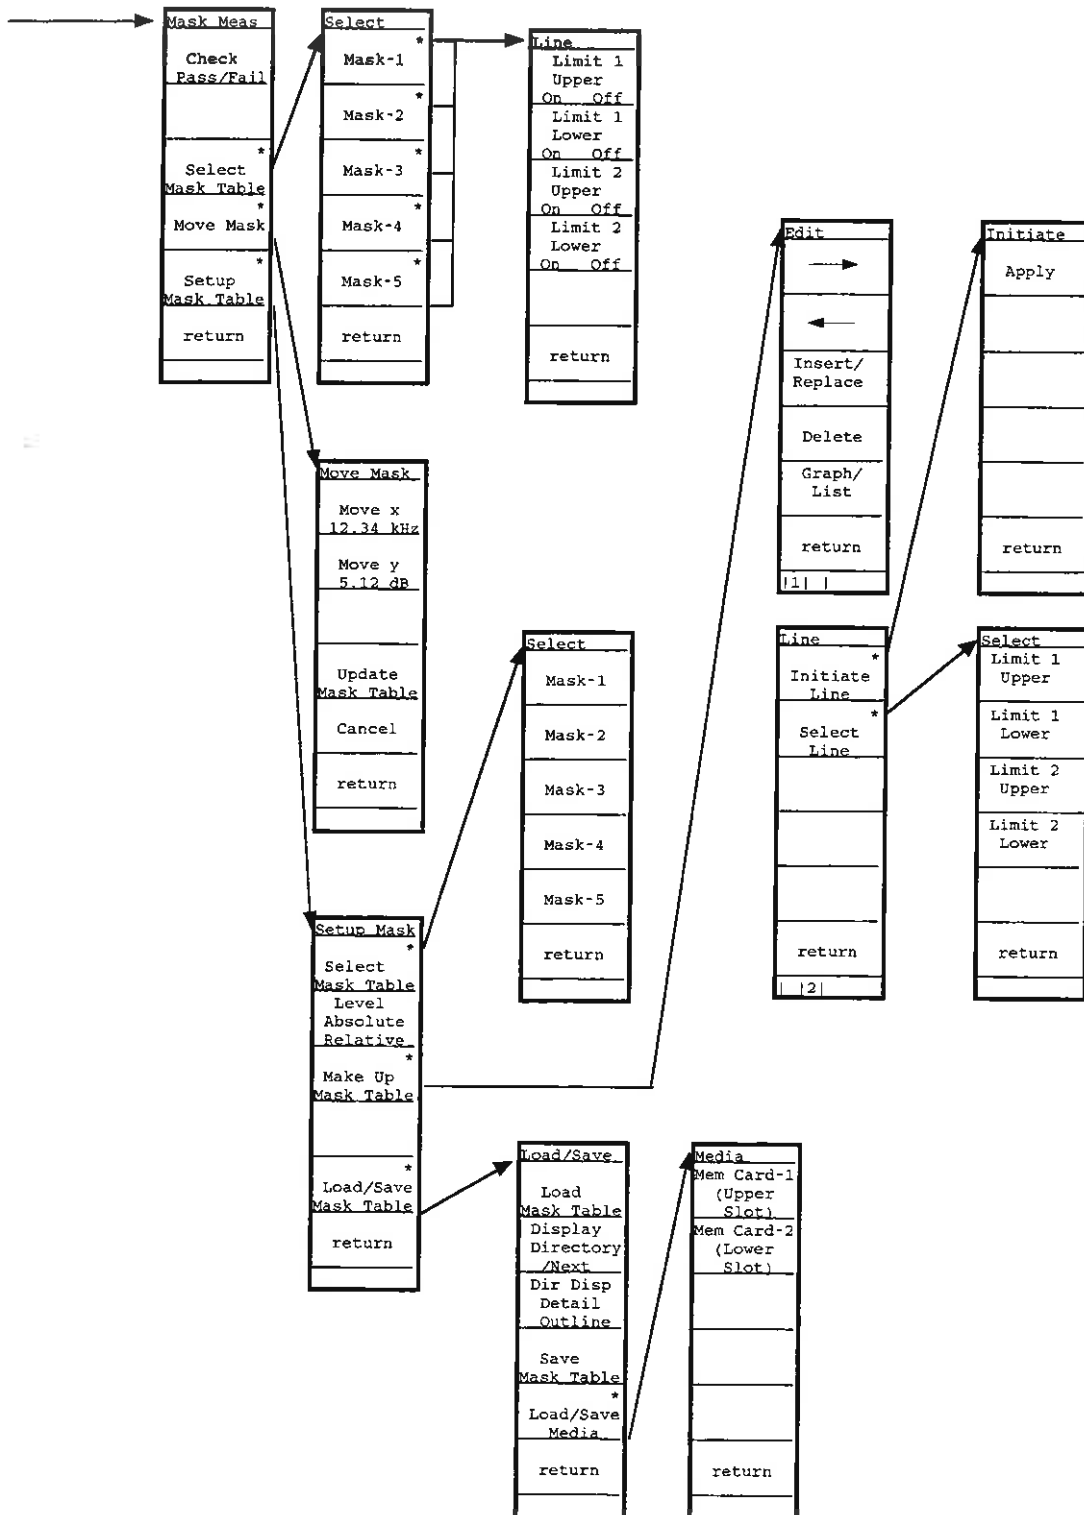 Mask Meas
Check
Pass/Fail
*
Select
Mask Table
*
Move Mask
*
Setup
Mask Table
return
Select
*
Mask-1
*
Mask-2
*
Mask-3
*
Mask-4
*
Mask-5
return
Line
Limit 1
Upper
On Off
Limit 1
Lower
On Off
Limit 2
Upper
On Off
Limit 2
Lower
On Off
return
Edit
Insert/
Replace
Delete
Graph/
List
return
|1| |
Initiate
Apply
return
Move Mask
Move x
12.34 kHz
Move y
5.12 dB
Update
Mask Table
Cancel
return
Select
Mask-1
Mask-2
Mask-3
Mask-4
Mask-5
return
Line
*
Initiate
Line
*
Select
Line
return
| |2|
Select
Limit 1
Upper
Limit 1
Lower
Limit 2
Upper
Limit 2
Lower
return
Setup Mask
*
Select
Mask Table
Level
Absolute
Relative
*
Make Up
Mask Table
*
Load/Save
Mask Table
return
Load/Save
Load
Mask Table
Display
Directory
/Next
Dir Disp
Detail
Outline
Save
Mask Table
*
Load/Save
Media
return
Media
Mem Card-1
(Upper
Slot)
Mem Card-2
(Lower
Slot)
return